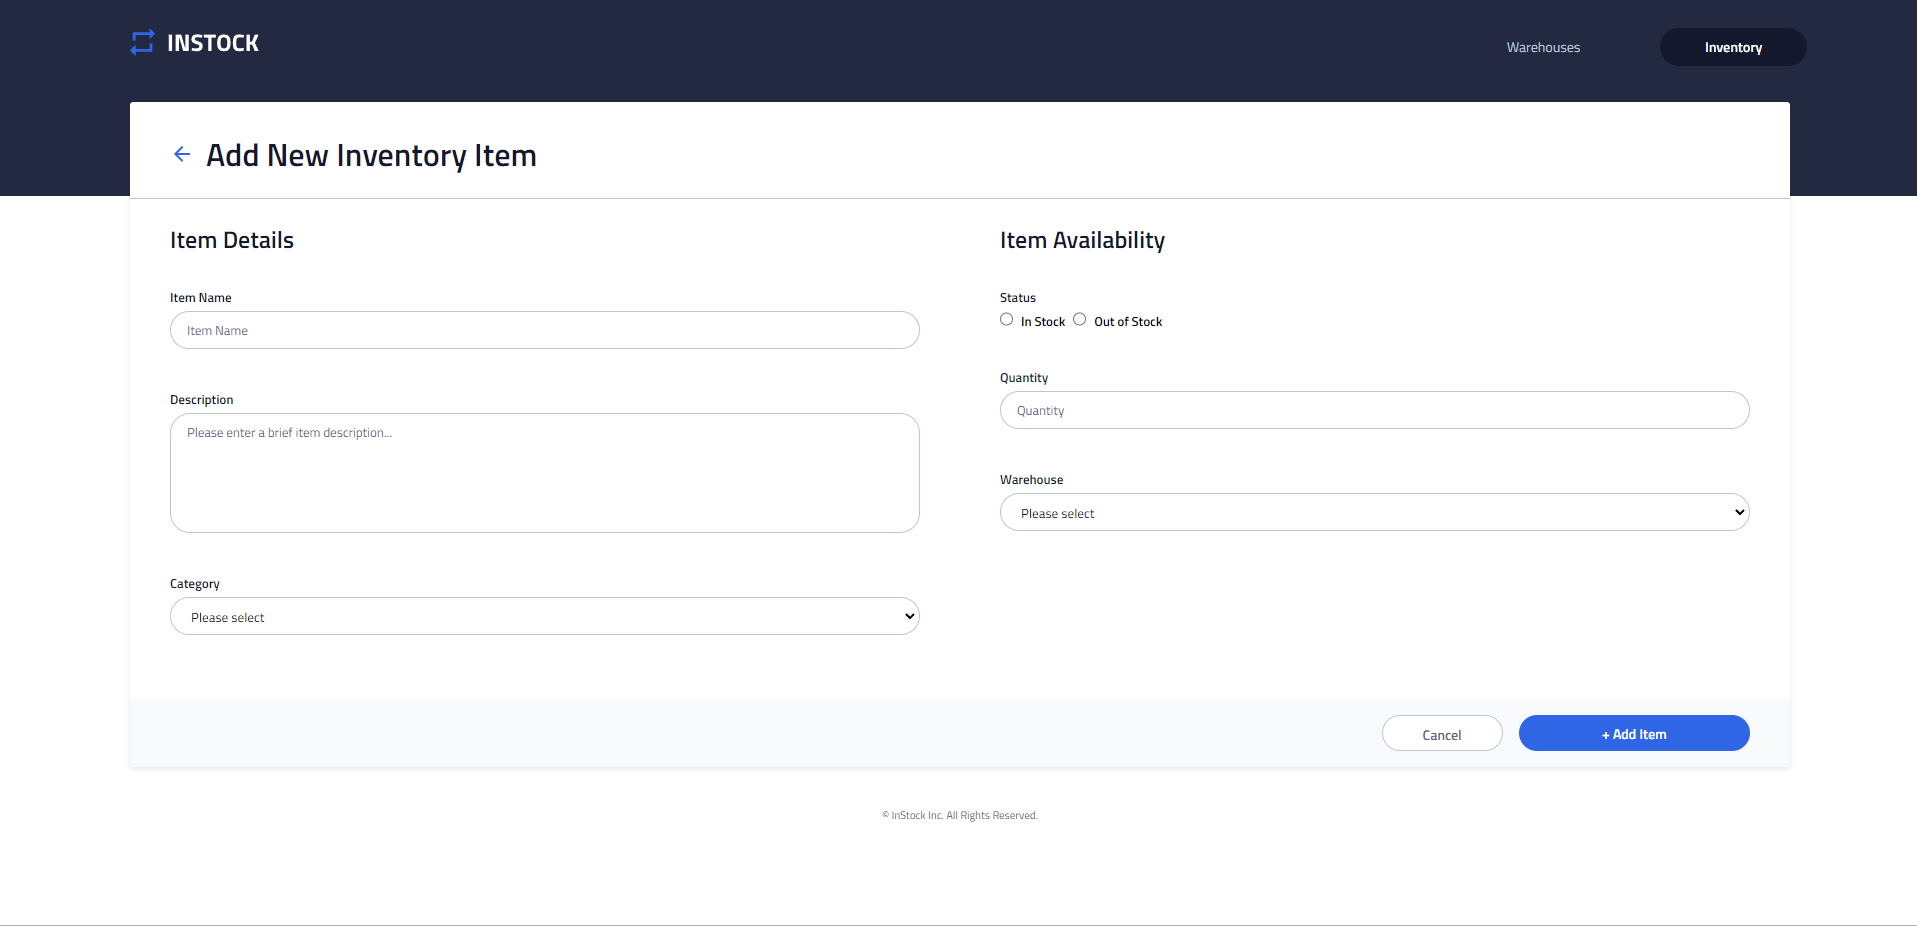 INSTOCK
Warehouses
Inventory
Add New Inventory Item
Item Details
Item Name
Item Name
Description
Please enter a brief item description...
Category
Please select
Item Availability
Status
In Stock Out of Stock
Quantity
Quantity
Warehouse
Please select
Cancel
+ Add Item
© InStock Inc. All Rights Reserved.